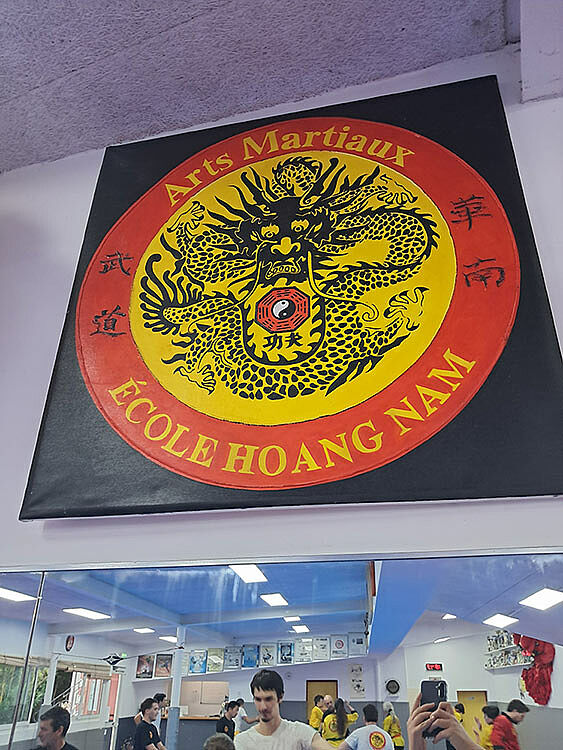 Arts Martiaux
武道
華南
功夫
ÉCOLE HOANG NAM